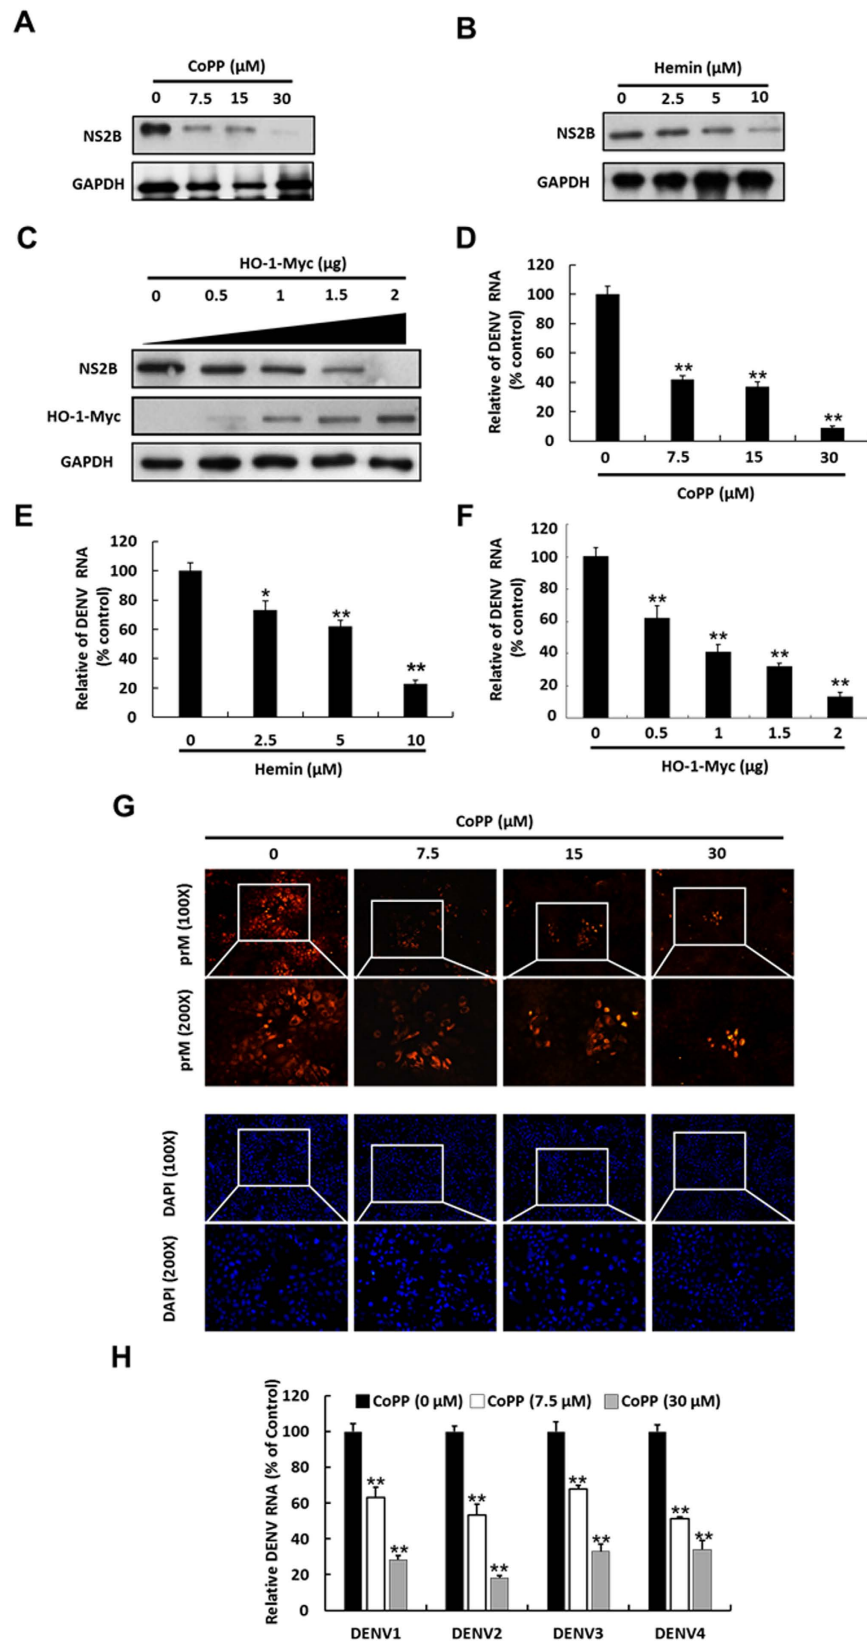 A
CoPP (µM)
0 7.5 15 30
NS2B
GAPDH
B
Hemin (µM)
0 2.5 5 10
NS2B
GAPDH
C
HO-1-Myc (µg)
0 0.5 1 1.5 2
NS2B
HO-1-Myc
GAPDH
D
Relative of DENV RNA
(% control)
120
100
80
60
40
20
0
** ** **
0 7.5 15 30
CoPP (µM)
E
Relative of DENV RNA
(% control)
120
100
80
60
40
20
0
* ** **
0 2.5 5 10
Hemin (µM)
F
Relative of DENV RNA
(% control)
120
100
80
60
40
20
0
** ** ** **
0 0.5 1 1.5 2
HO-1-Myc (µg)
G
CoPP (µM)
0 7.5 15 30
prM (100X)
prM (200X)
DAPI (100X)
DAPI (200X)
H
Relative DENV RNA (% of Control)
120
100
80
60
40
20
0
CoPP (0 µM) CoPP (7.5 µM) CoPP (30 µM)
** ** ** ** ** ** ** **
DENV1 DENV2 DENV3 DENV4